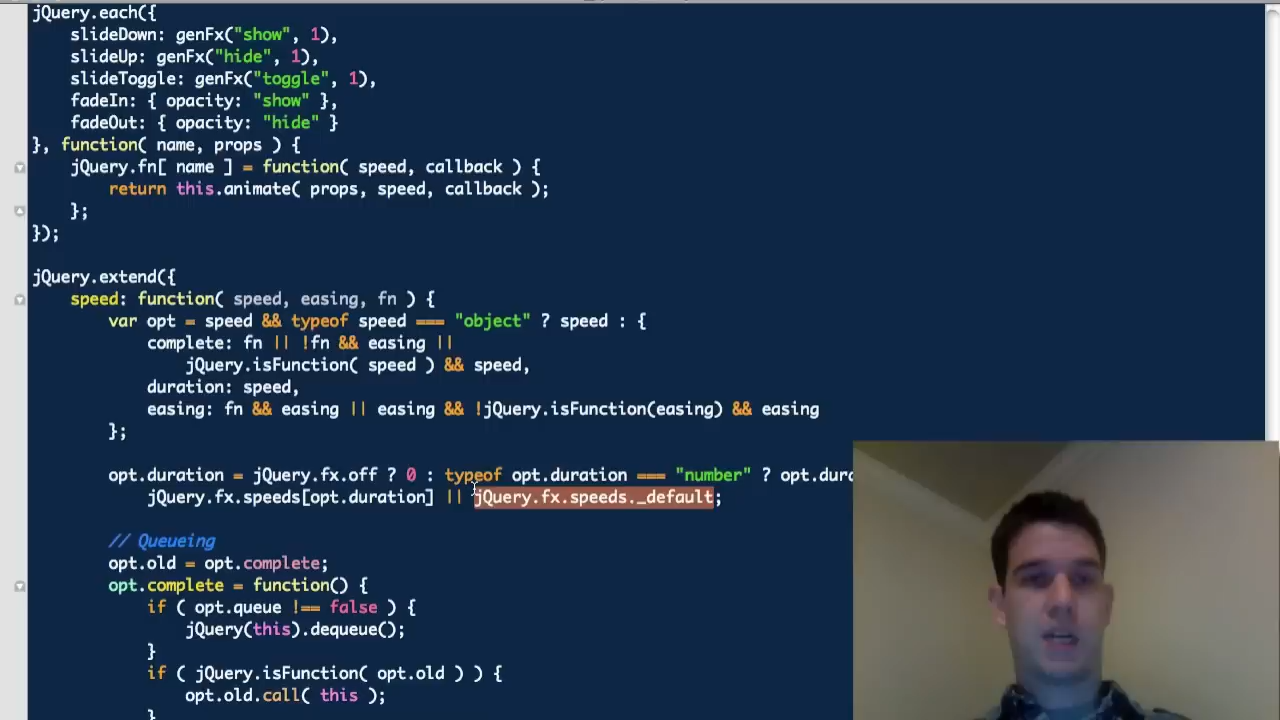 jQuery.each({
slideDown: genFx("show", 1),
slideUp: genFx("hide", 1),
slideToggle: genFx("toggle", 1),
fadeIn: { opacity: "show" },
fadeOut: { opacity: "hide" }
}, function( name, props ) {
jQuery.fn[ name ] = function( speed, callback ) {
return this.animate( props, speed, callback );
};
});
jQuery.extend({
speed: function( speed, easing, fn ) {
var opt = speed && typeof speed === "object" ? speed : {
complete: fn || !fn && easing ||
jQuery.isFunction( speed ) && speed,
duration: speed,
easing: fn && easing || easing && !jQuery.isFunction(easing) && easing
};
opt.duration = jQuery.fx.off ? 0 : typeof opt.duration === "number" ? opt.dura
jQuery.fx.speeds[opt.duration] || jQuery.fx.speeds._default;
// Queueing
opt.old = opt.complete;
opt.complete = function() {
if ( opt.queue !== false ) {
jQuery(this).dequeue();
}
if ( jQuery.isFunction( opt.old ) ) {
opt.old.call( this );
}